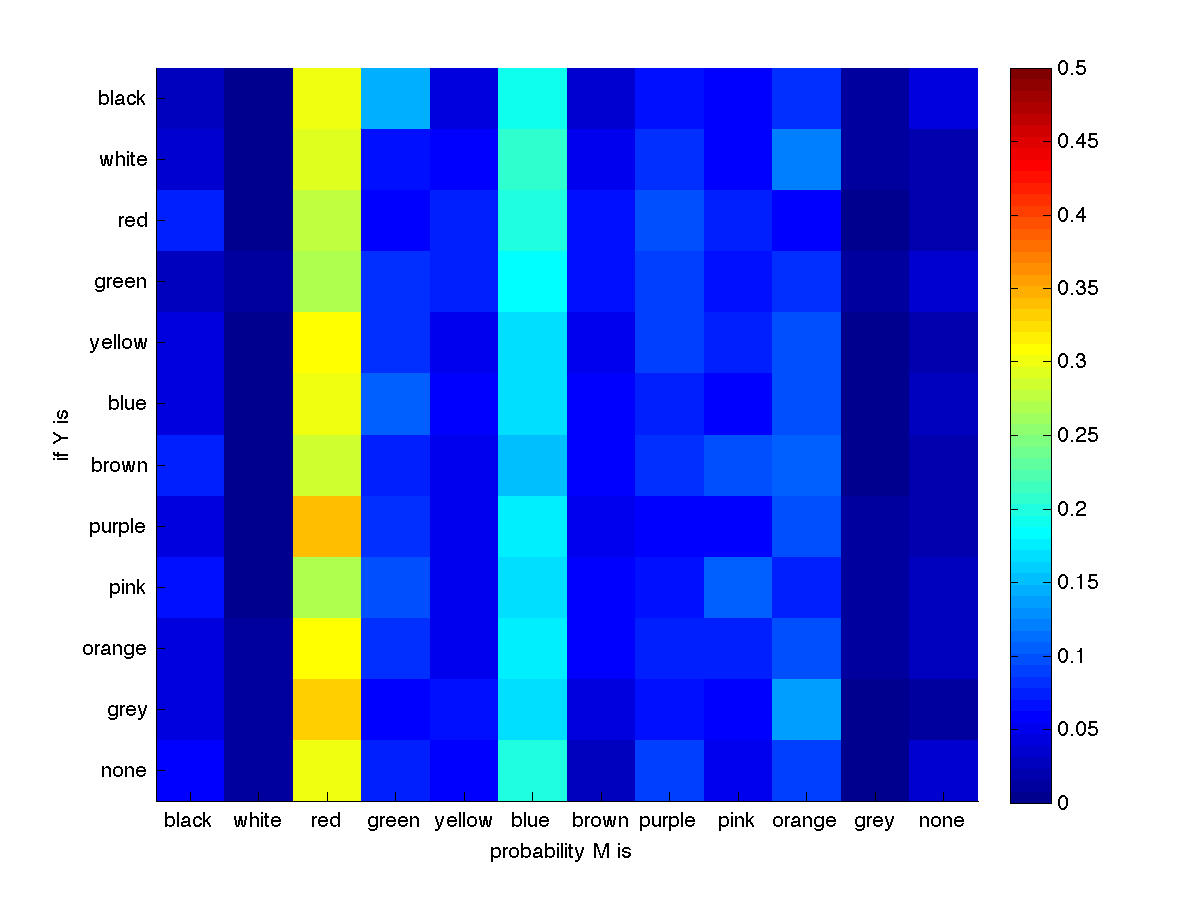 black
white
red
green
yellow
blue
brown
purple
pink
orange
grey
none
if Y is
black white red green yellow blue brown purple pink orange grey none
probability M is
0.5
0.45
0.4
0.35
0.3
0.25
0.2
0.15
0.1
0.05
0